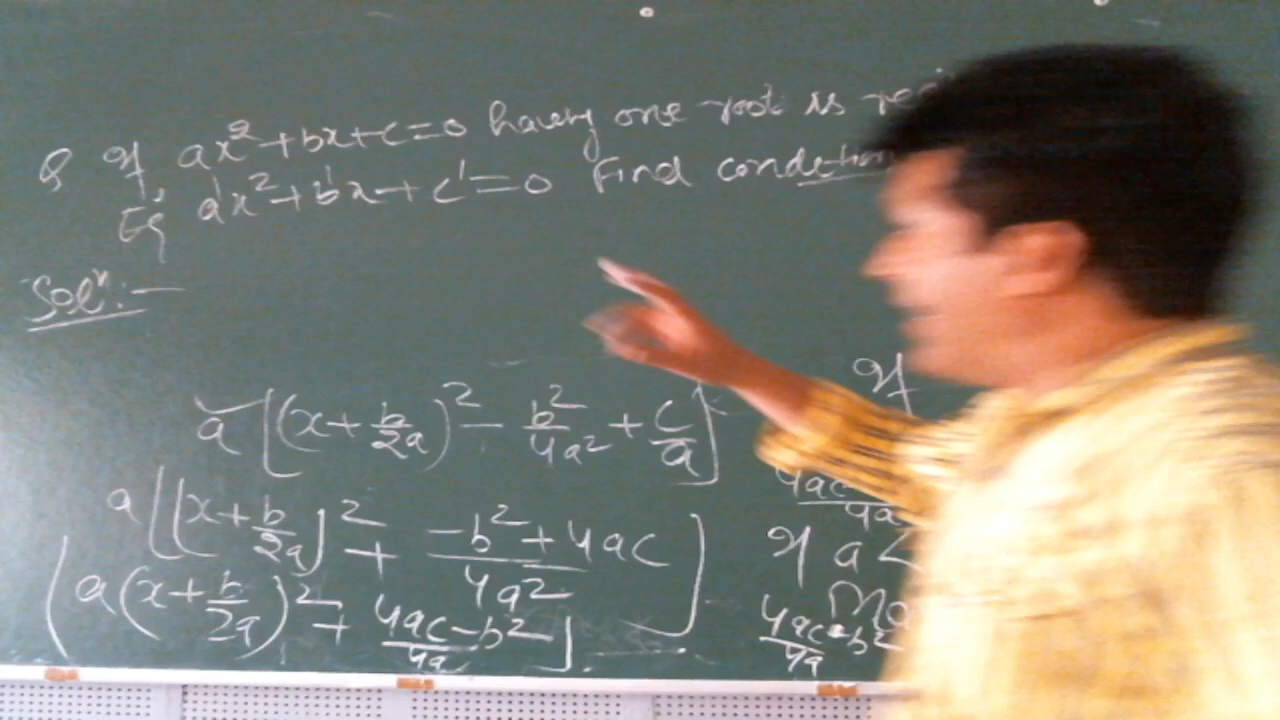 Q If, ax²+bx+c=0 having one root is
Eq a'x²+b'x+c'=0 Find condition
Solⁿ:-
a[(x+b/2a)² - b²/4a² + c/a]
If
a[(x+b/2a)² + (-b²+4ac)/4a²]
If a<
[a(x+b/2a)² + (4ac-b²)/4a]
(4ac-b²)/4a